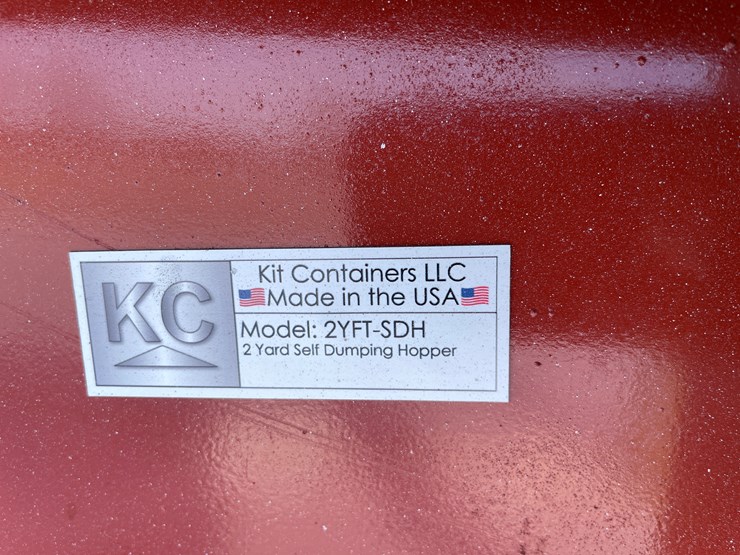 KC
Kit Containers LLC
Made in the USA
Model: 2YFT-SDH
2 Yard Self Dumping Hopper